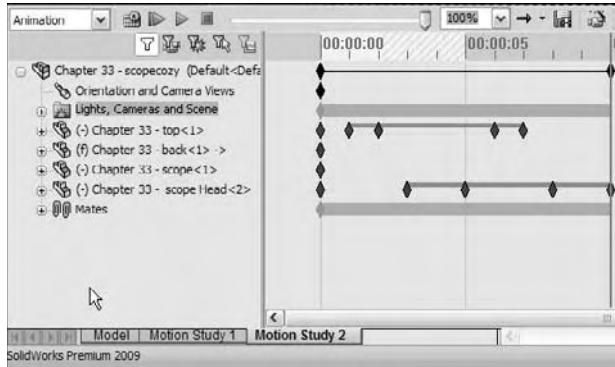 Animation 100%
00:00:00 00:00:05
Chapter 33 - scopecozy (Default<Defa
Orientation and Camera Views
Lights, Cameras and Scene
(-) Chapter 33 - top<1>
(f) Chapter 33 - back<1> ->
(-) Chapter 33 - scope<1>
(-) Chapter 33 - scope Head<2>
Mates
Model Motion Study 1 Motion Study 2
SolidWorks Premium 2009